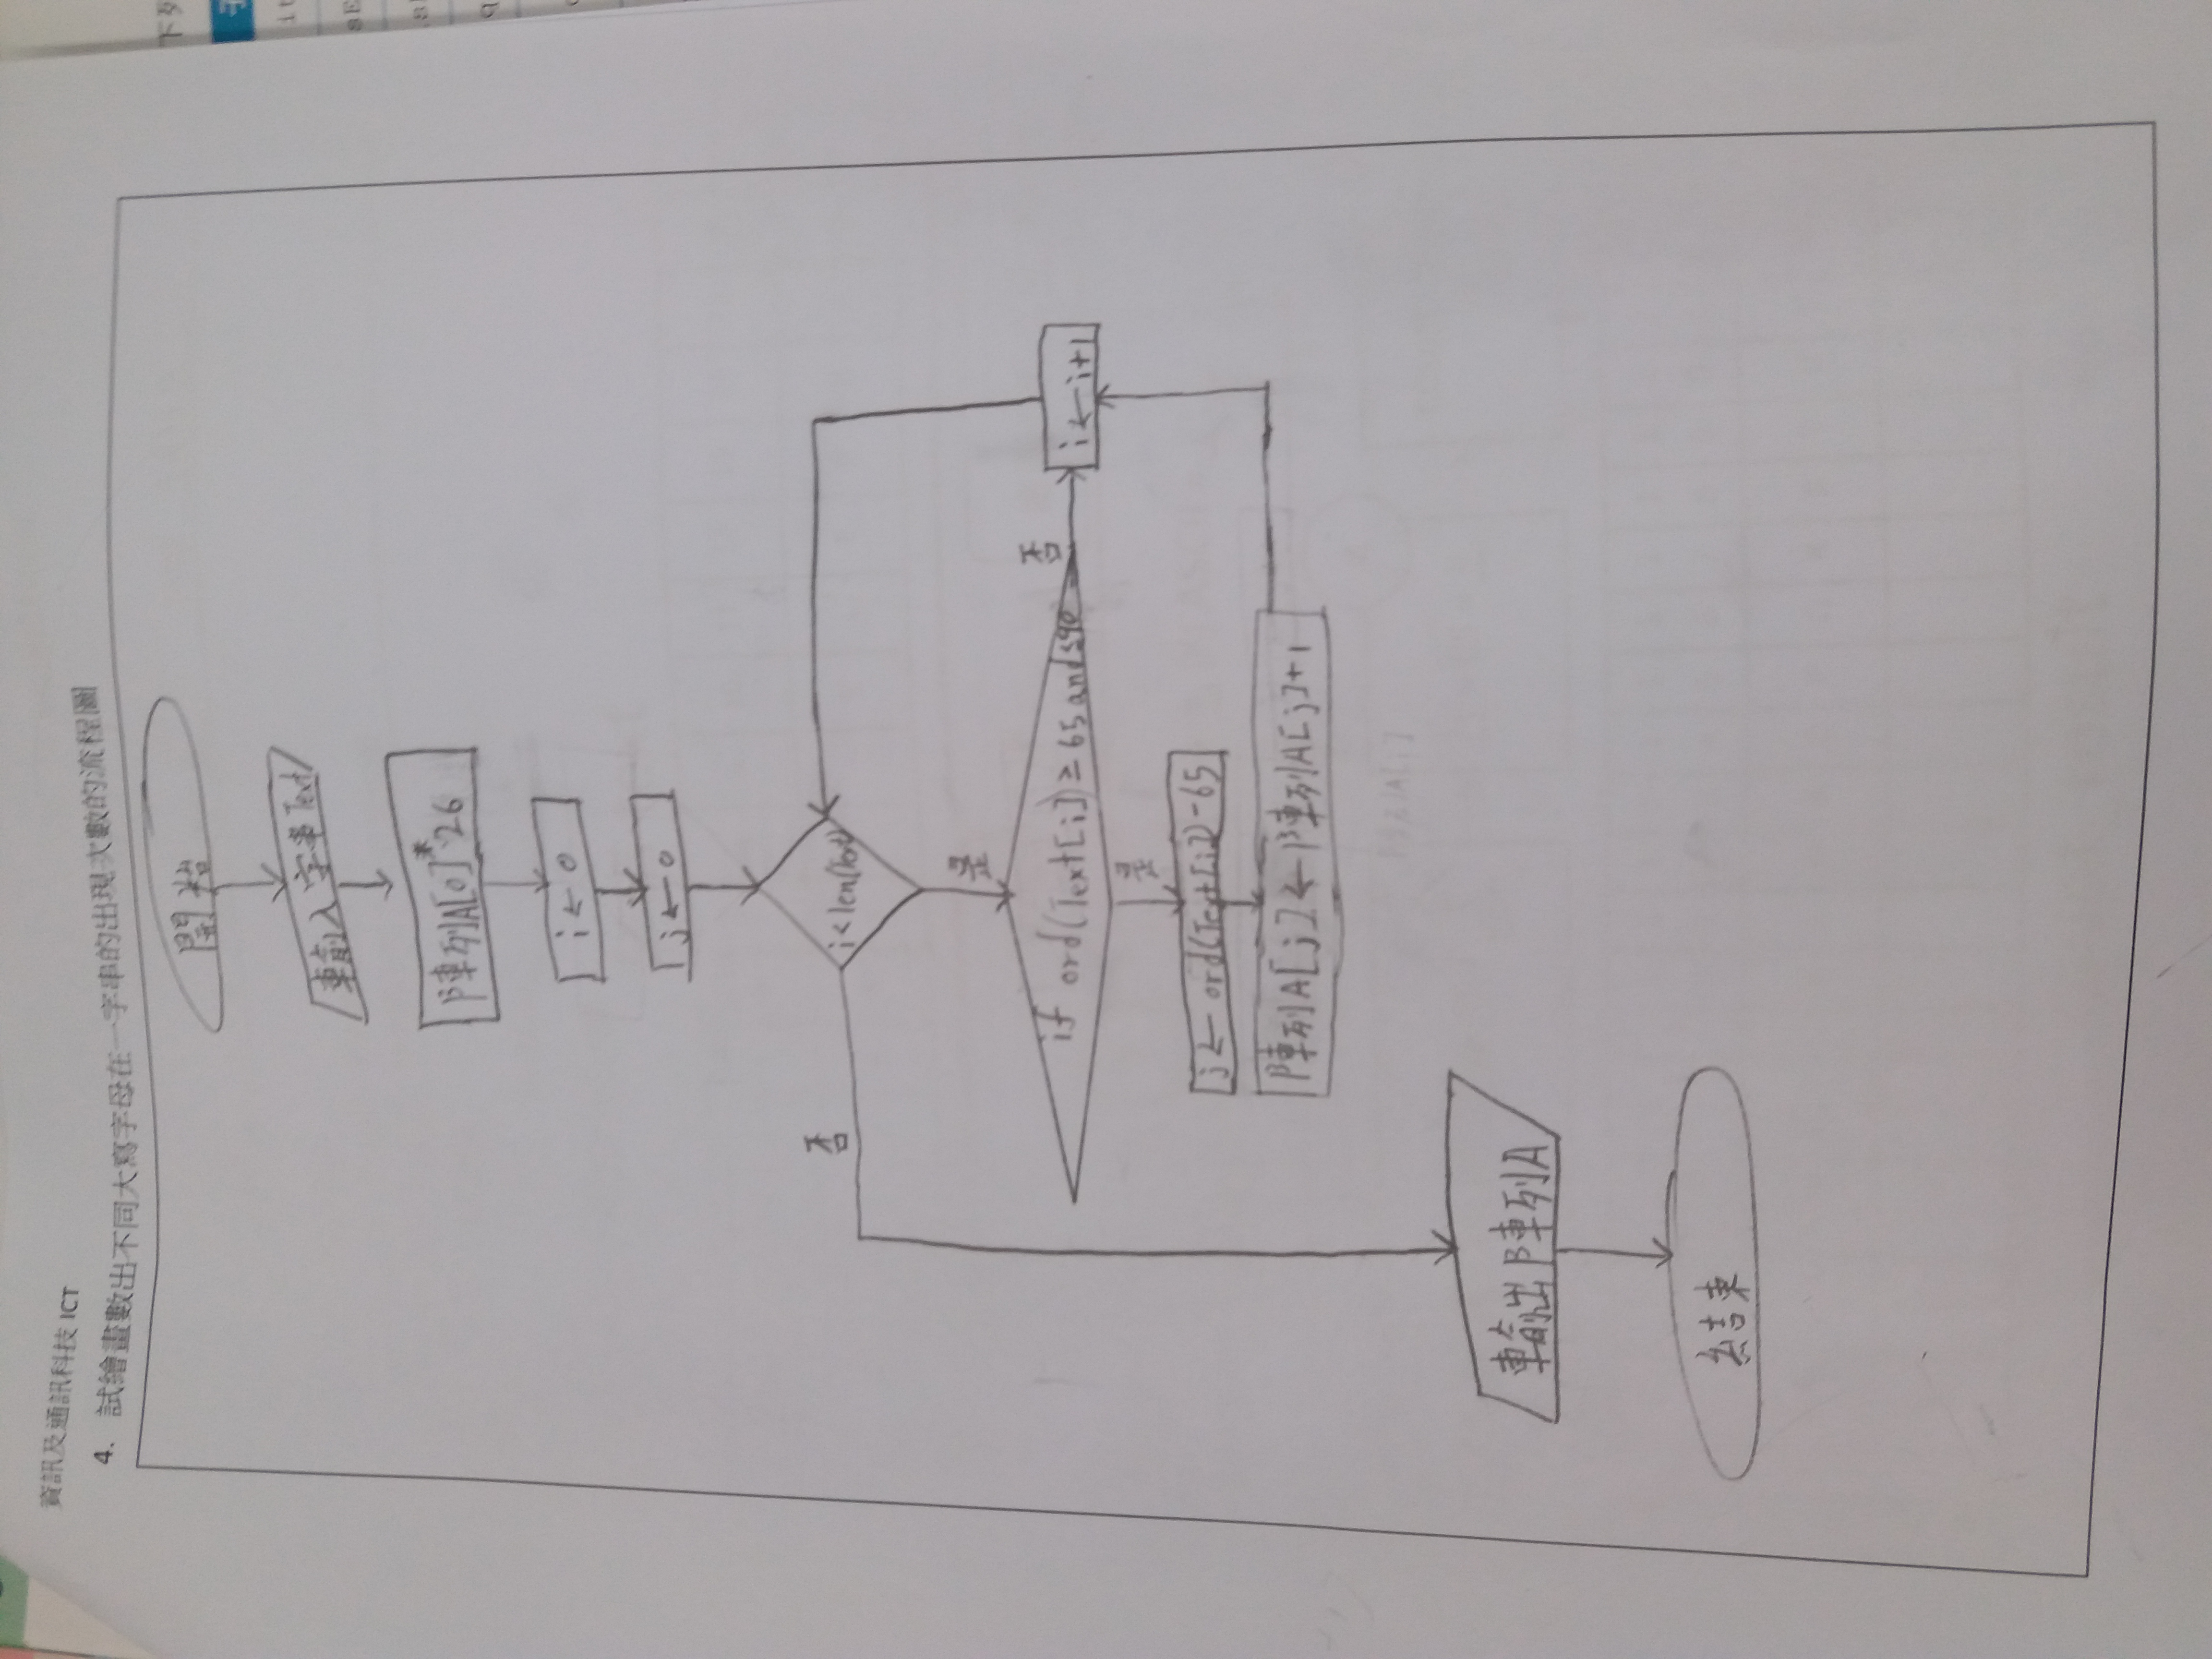 資訊及通訊科技 ICT
4. 試繪畫數出不同大寫字母在一字串的出現次數的流程圖
開始
輸入字串Text
陣列A[0]*26
i ← 0
j ← 0
i < len(Text)
否
是
if ord(Text[i]) ≥ 65 and ≤ 90
否
i ← i+1
是
j ← ord(Text[i]) - 65
陣列A[j] ← 陣列A[j]+1
輸出陣列A
結束